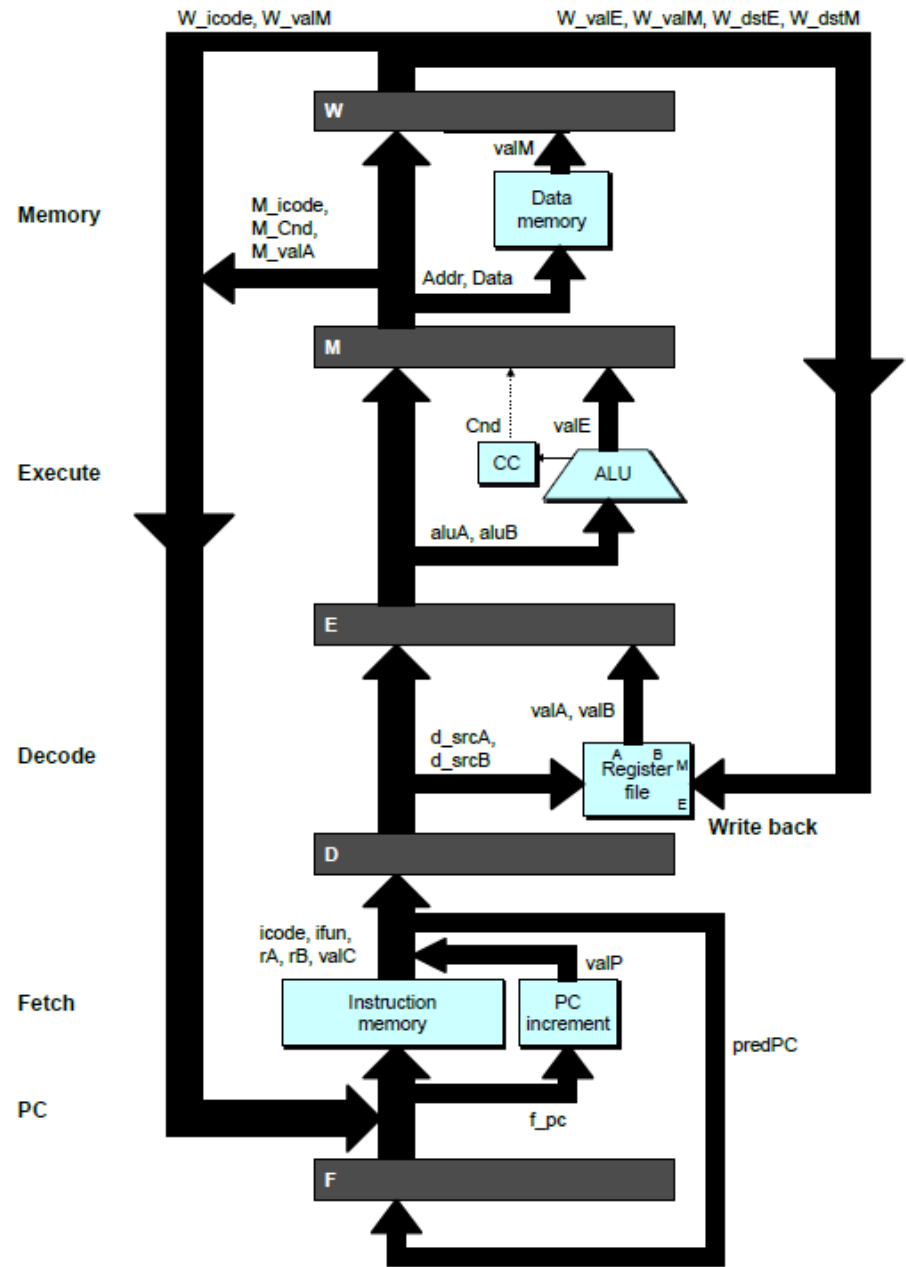 W_icode, W_valM
W_valE, W_valM, W_dstE, W_dstM
W
valM
Data
memory
Memory
M_icode,
M_Cnd,
M_valA
Addr, Data
M
Cnd
valE
CC
ALU
Execute
aluA, aluB
E
valA, valB
d_srcA,
d_srcB
Decode
A B
M
Register
file
E
Write back
D
icode, ifun,
rA, rB, valC
valP
Fetch
Instruction
memory
PC
increment
predPC
PC
f_pc
F